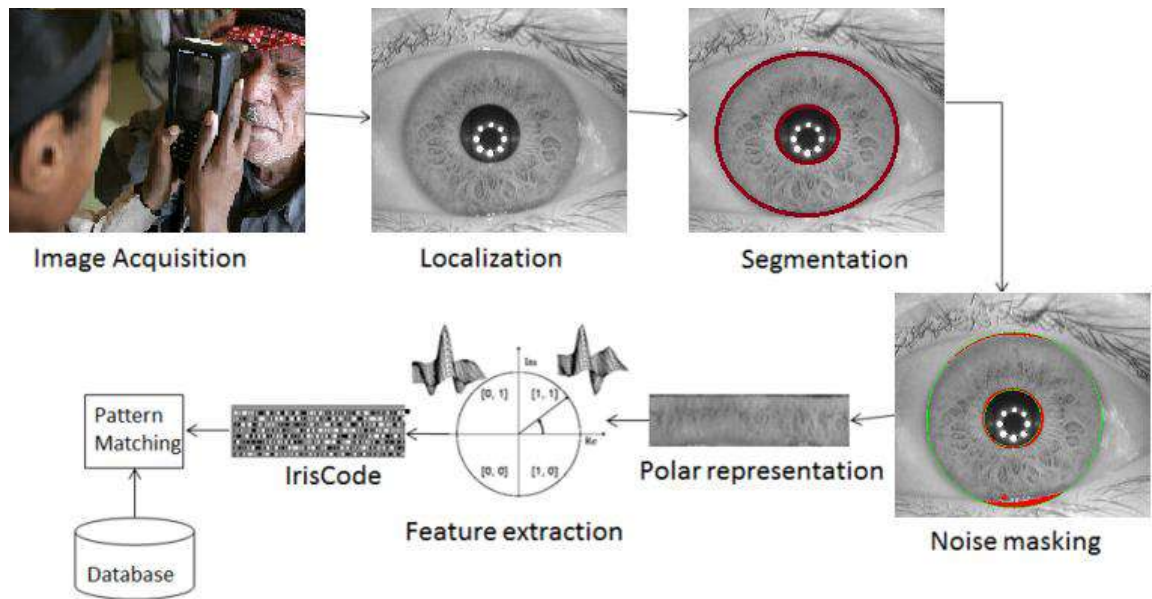 Image Acquisition
Localization
Segmentation
Noise masking
Polar representation
Im
[0, 1]
[1, 1]
Re
[0, 0]
[1, 0]
Feature extraction
IrisCode
Pattern
Matching
Database